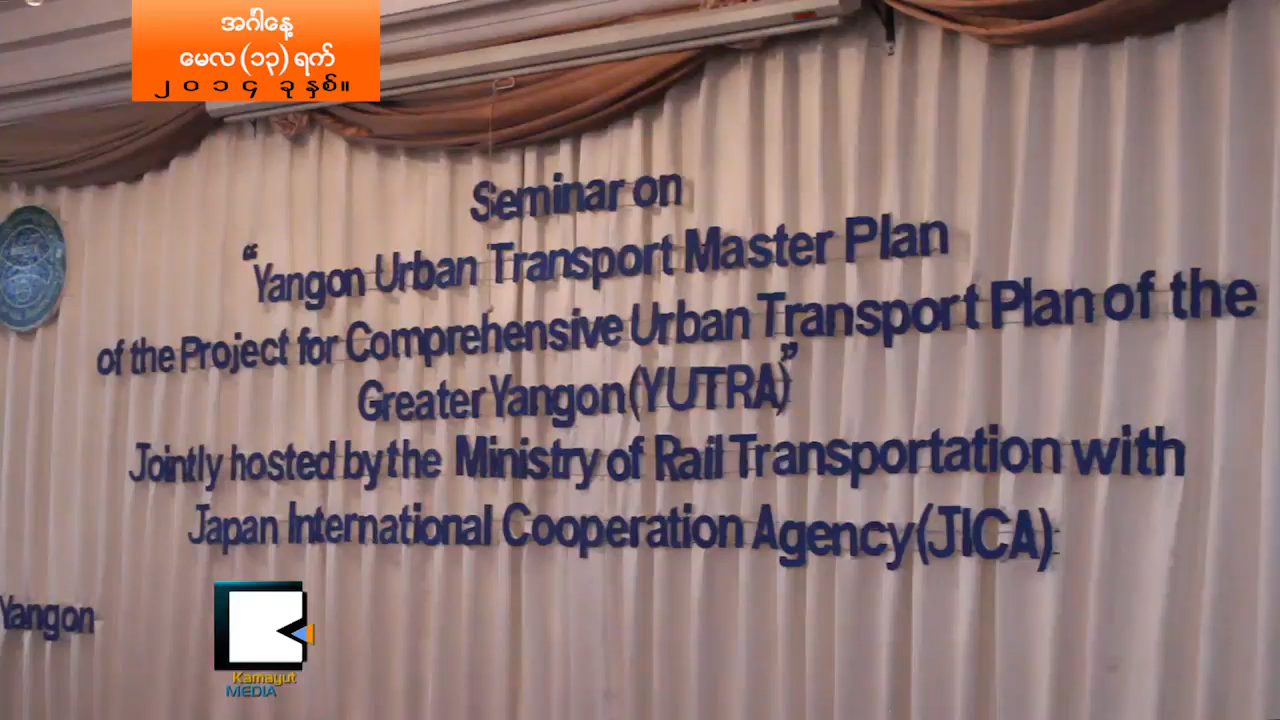 အင်္ဂါနေ့
မေလ (၁၃) ရက်
၂ ၀ ၁ ၄ ခု နှစ်။
Seminar on
“Yangon Urban Transport Master Plan
of the Project for Comprehensive Urban Transport Plan of the
Greater Yangon (YUTRA)”
Jointly hosted by the Ministry of Rail Transportation with
Japan International Cooperation Agency (JICA)
Yangon
Kamayut
MEDIA